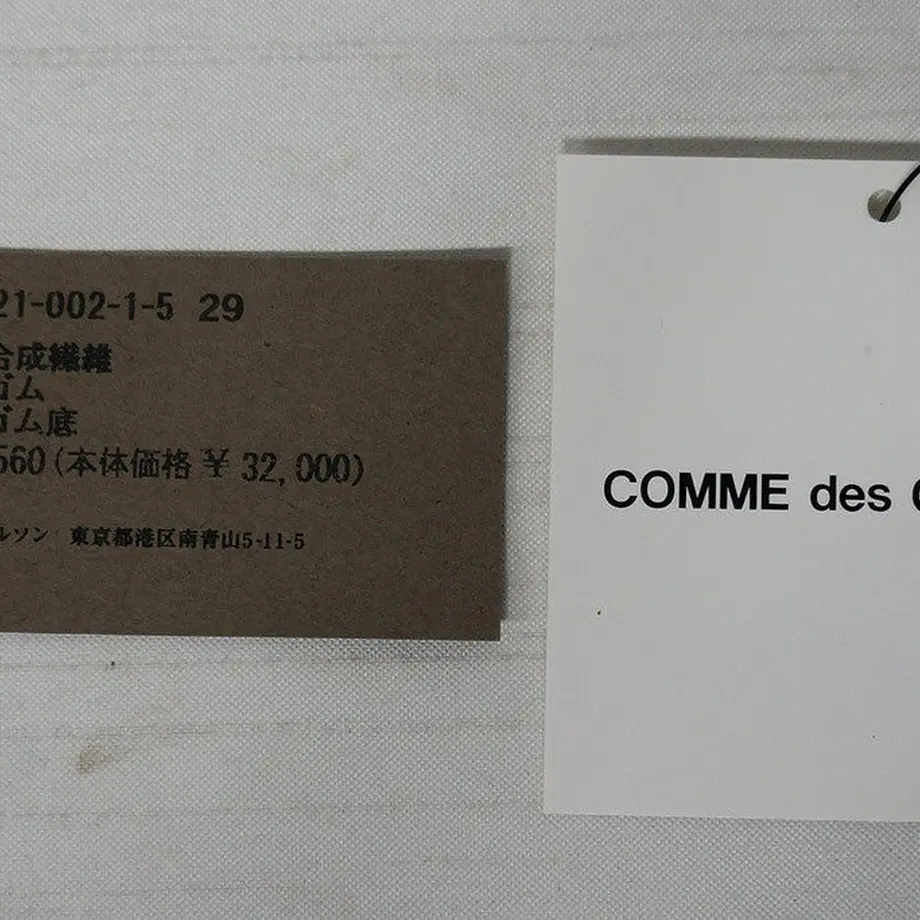 21-002-1-5 29
合成繊維
ゴム
ゴム底
560(本体価格 ¥ 32,000)
ルソン 東京都港区南青山5-11-5
COMME des